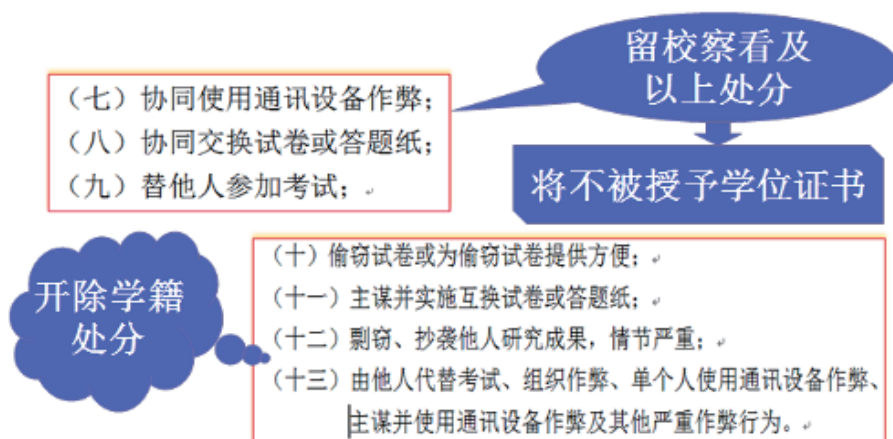 留校察看及
以上处分
（七）协同使用通讯设备作弊；
（八）协同交换试卷或答题纸；
（九）替他人参加考试；
将不被授予学位证书
开除学籍
处分
（十）偷窃试卷或为偷窃试卷提供方便；
（十一）主谋并实施互换试卷或答题纸；
（十二）剽窃、抄袭他人研究成果，情节严重；
（十三）由他人代替考试、组织作弊、单个人使用通讯设备作弊、
主谋并使用通讯设备作弊及其他严重作弊行为。